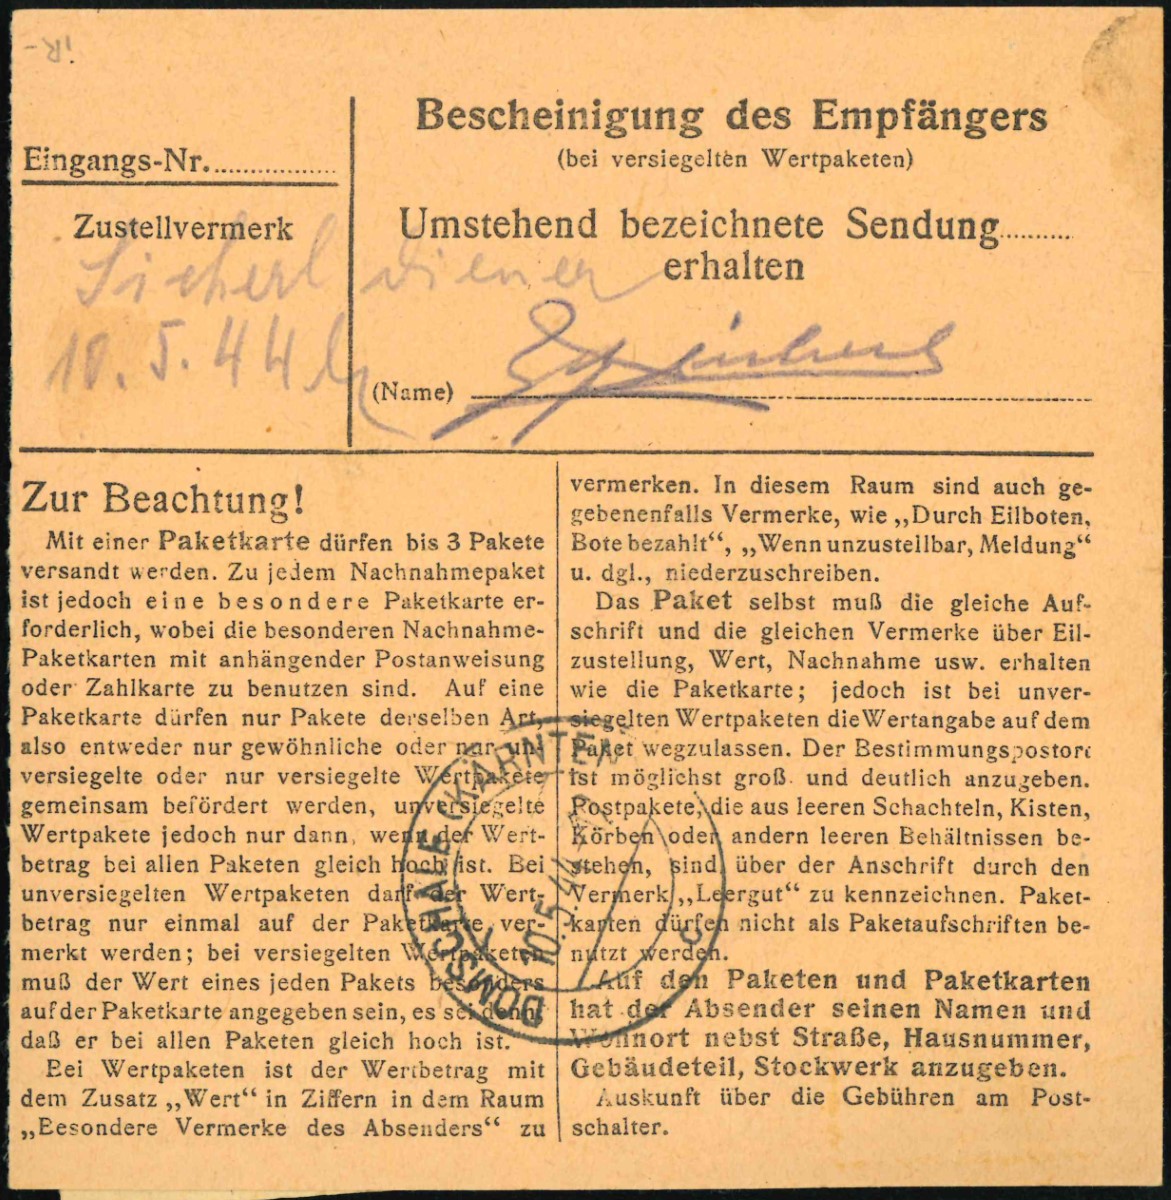 Eingangs-Nr.
Zustellvermerk
10. 5. 44
Bescheinigung des Empfängers
(bei versiegelten Wertpaketen)
Umstehend bezeichnete Sendung
erhalten
(Name)
Zur Beachtung!
Mit einer Paketkarte dürfen bis 3 Pakete
versandt werden. Zu jedem Nachnahmepaket
ist jedoch eine besondere Paketkarte er-
forderlich, wobei die besonderen Nachnahme-
Paketkarten mit anhängender Postanweisung
oder Zahlkarte zu benutzen sind. Auf eine
Paketkarte dürfen nur Pakete derselben Art,
also entweder nur gewöhnliche oder nur un-
versiegelte oder nur versiegelte Wertpakete
gemeinsam befördert werden, unversiegelte
Wertpakete jedoch nur dann, wenn der Wert-
betrag bei allen Paketen gleich hoch ist. Bei
unversiegelten Wertpaketen darf der Wert-
betrag nur einmal auf der Paketkarte ver-
merkt werden; bei versiegelten Wertpaketen
muß der Wert eines jeden Pakets besonders
auf der Paketkarte angegeben sein, es sei denn,
daß er bei allen Paketen gleich hoch ist.
Bei Wertpaketen ist der Wertbetrag mit
dem Zusatz „Wert“ in Ziffern in dem Raum
„Besondere Vermerke des Absenders“ zu
vermerken. In diesem Raum sind auch ge-
gebenenfalls Vermerke, wie „Durch Eilboten,
Bote bezahlt“, „Wenn unzustellbar, Meldung“
u. dgl., niederzuschreiben.
Das Paket selbst muß die gleiche Auf-
schrift und die gleichen Vermerke über Eil-
zustellung, Wert, Nachnahme usw. erhalten
wie die Paketkarte; jedoch ist bei unver-
siegelten Wertpaketen die Wertangabe auf dem
Paket wegzulassen. Der Bestimmungspostort
ist möglichst groß und deutlich anzugeben.
Postpakete, die aus leeren Schachteln, Kisten,
Körben oder andern leeren Behältnissen be-
stehen, sind über der Anschrift durch den
Vermerk „Leergut“ zu kennzeichnen. Paket-
karten dürfen nicht als Paketaufschriften be-
nutzt werden.
Auf den Paketen und Paketkarten
hat der Absender seinen Namen und
Wohnort nebst Straße, Hausnummer,
Gebäudeteil, Stockwerk anzugeben.
Auskunft über die Gebühren am Post-
schalter.
DOMSCHALE (KÄRNTEN)
10.5.44
c